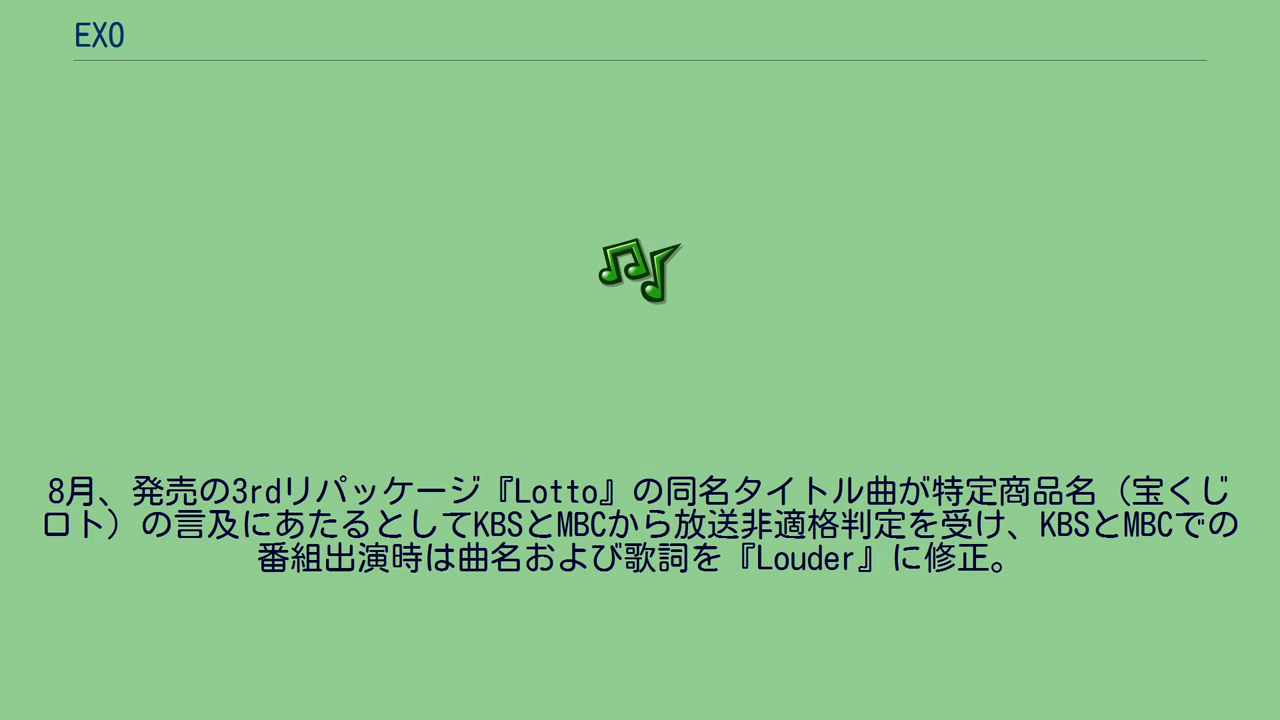 EXO
8月、発売の3rdリパッケージ『Lotto』の同名タイトル曲が特定商品名（宝くじ
ロト）の言及にあたるとしてKBSとMBCから放送非適格判定を受け、KBSとMBCでの
番組出演時は曲名および歌詞を『Louder』に修正。